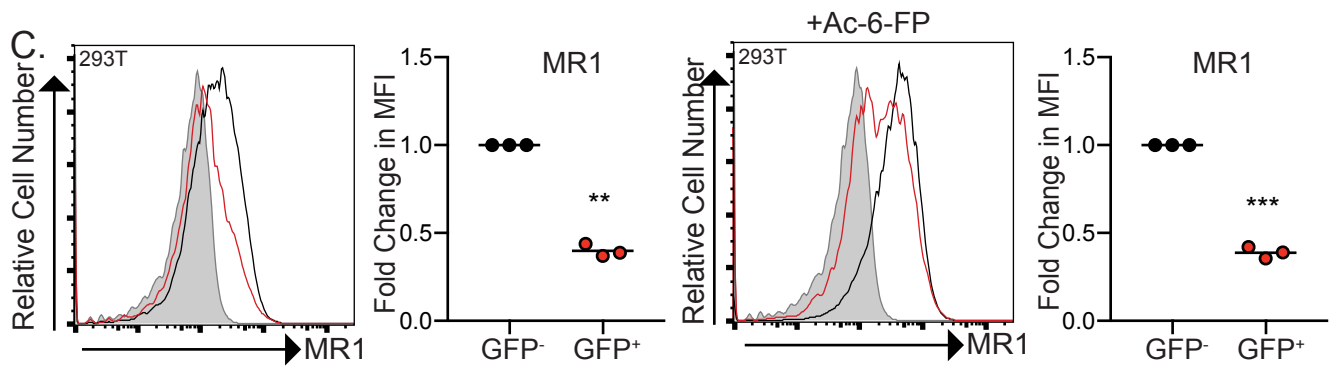 C.
293T
Relative Cell Number
MR1
MR1
Fold Change in MFI
1.5
1.0
0.5
0.0
**
GFP-
GFP+
+Ac-6-FP
293T
Relative Cell Number
MR1
MR1
Fold Change in MFI
1.5
1.0
0.5
0.0
***
GFP-
GFP+